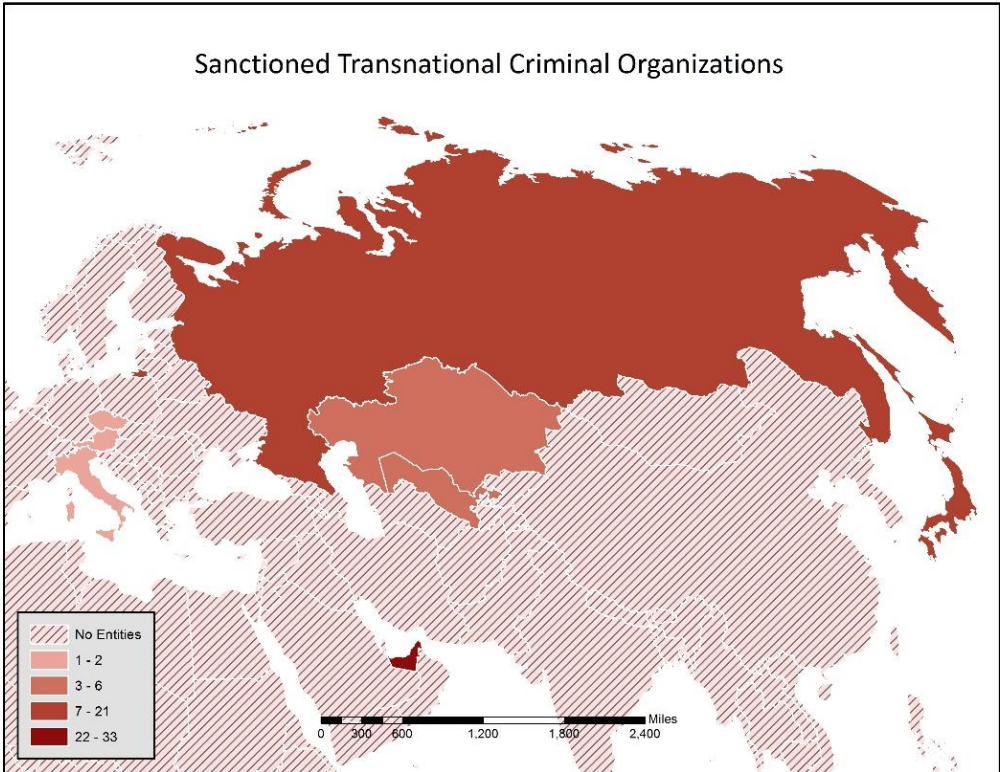 Sanctioned Transnational Criminal Organizations
No Entities
1 - 2
3 - 6
7 - 21
22 - 33
Miles
0 300 600 1,200 1,800 2,400